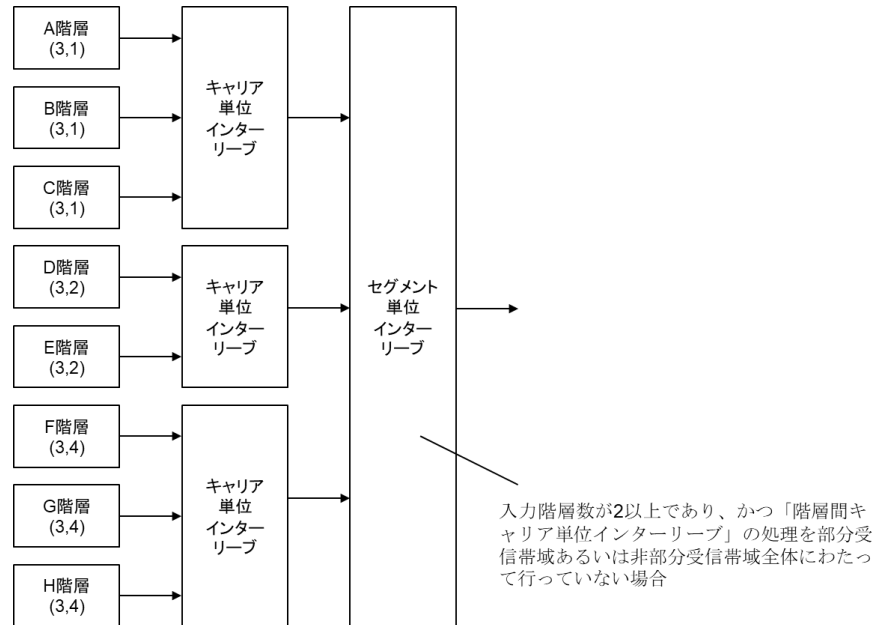 A階層
(3,1)
B階層
(3,1)
C階層
(3,1)
キャリア
単位
インター
リーブ
D階層
(3,2)
E階層
(3,2)
キャリア
単位
インター
リーブ
F階層
(3,4)
G階層
(3,4)
H階層
(3,4)
キャリア
単位
インター
リーブ
セグメント
単位
インター
リーブ
入力階層数が2以上であり、かつ「階層間キ
ャリア単位インターリーブ」の処理を部分受
信帯域あるいは非部分受信帯域全体にわたっ
て行っていない場合